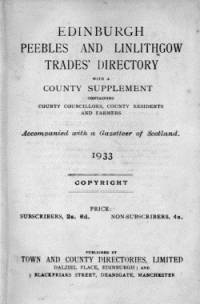 EDINBURGH
PEEBLES AND LINLITHGOW
TRADES' DIRECTORY
WITH A
COUNTY SUPPLEMENT
CONTAINING
COUNTY COUNCILLORS, COUNTY RESIDENTS
AND FARMERS
Accompanied with a Gazetteer of Scotland.
1933
COPYRIGHT
PRICE:
SUBSCRIBERS, 2s. 6d. NON-SUBSCRIBERS, 4s.
PUBLISHED BY
TOWN AND COUNTY DIRECTORIES, LIMITED
DALZIEL PLACE, EDINBURGH; AND
5 BLACKFRIARS STREET, DEANSGATE, MANCHESTER